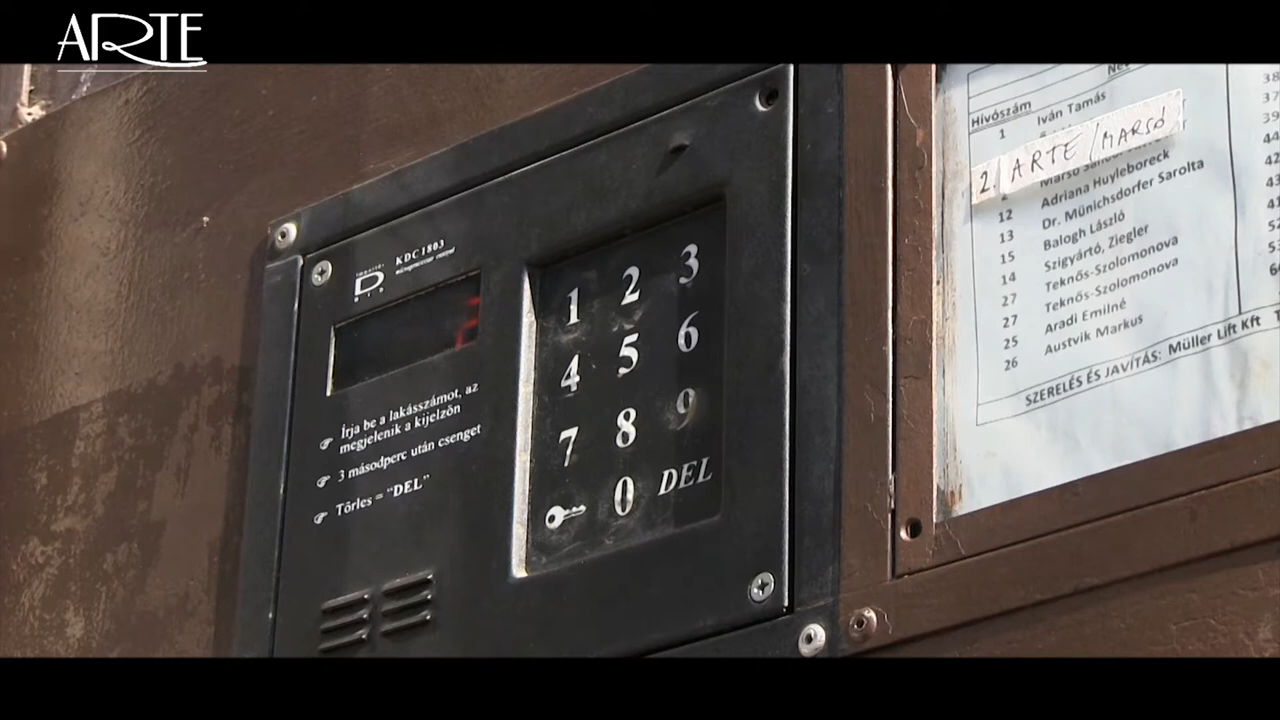 ARTE
DIGITÁL
KDC1803
Írja be a lakásszámot, az
megjelenik a kijelzőn
3 másodperc után csenget
Törles = "DEL"
2
1 2 3
4 5 6
7 8 9
0 DEL
Hívószám
1 Iván Tamás
2. ARTE/MARSÓ
12 Adriana Huyleboreck
13 Dr. Münichsdorfer Sarolta
15 Balogh László
14 Szigyártó, Ziegler
27 Teknős-Szolomonova
27 Teknős-Szolomonova
25 Aradi Emilné
26 Austvik Markus
SZERELÉS ÉS JAVÍTÁS: Müller Lift Kft